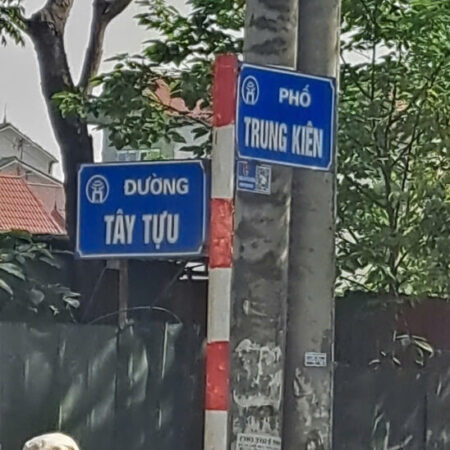 ĐƯỜNG
TÂY TỰU
PHỐ
TRUNG KIÊN